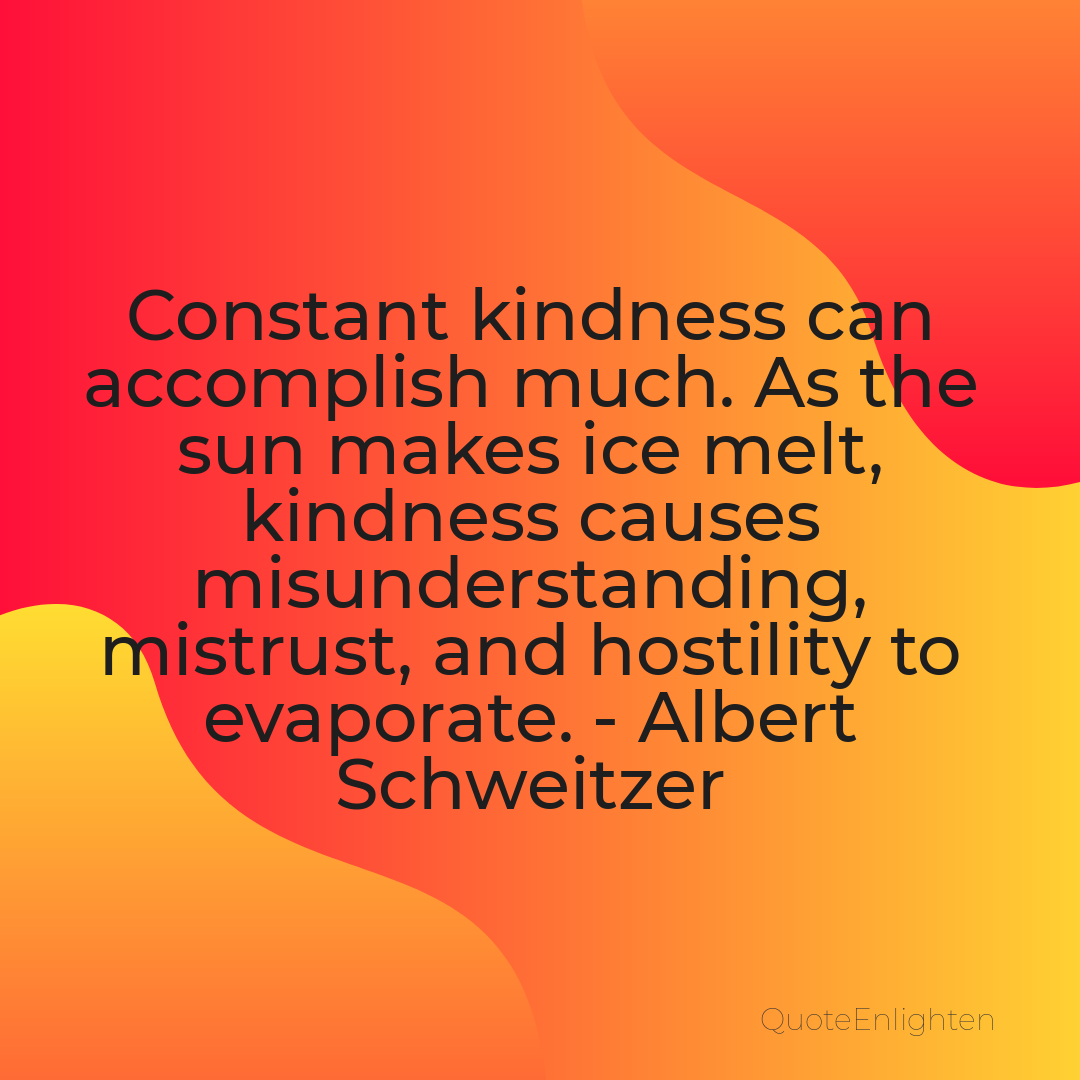 Constant kindness can
accomplish much. As the
sun makes ice melt,
kindness causes
misunderstanding,
mistrust, and hostility to
evaporate. - Albert
Schweitzer
QuoteEnlighten